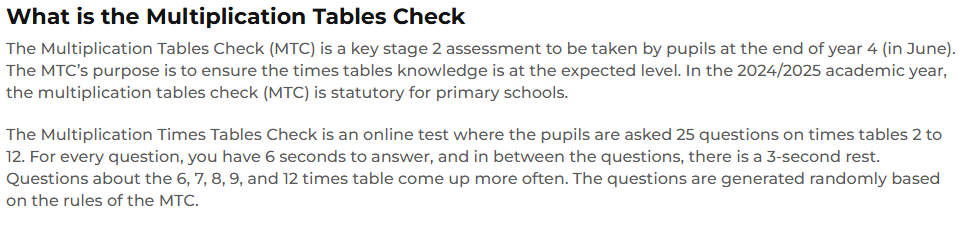 What is the Multiplication Tables Check
The Multiplication Tables Check (MTC) is a key stage 2 assessment to be taken by pupils at the end of year 4 (in June).
The MTC’s purpose is to ensure the times tables knowledge is at the expected level. In the 2024/2025 academic year,
the multiplication tables check (MTC) is statutory for primary schools.
The Multiplication Times Tables Check is an online test where the pupils are asked 25 questions on times tables 2 to
12. For every question, you have 6 seconds to answer, and in between the questions, there is a 3-second rest.
Questions about the 6, 7, 8, 9, and 12 times table come up more often. The questions are generated randomly based
on the rules of the MTC.